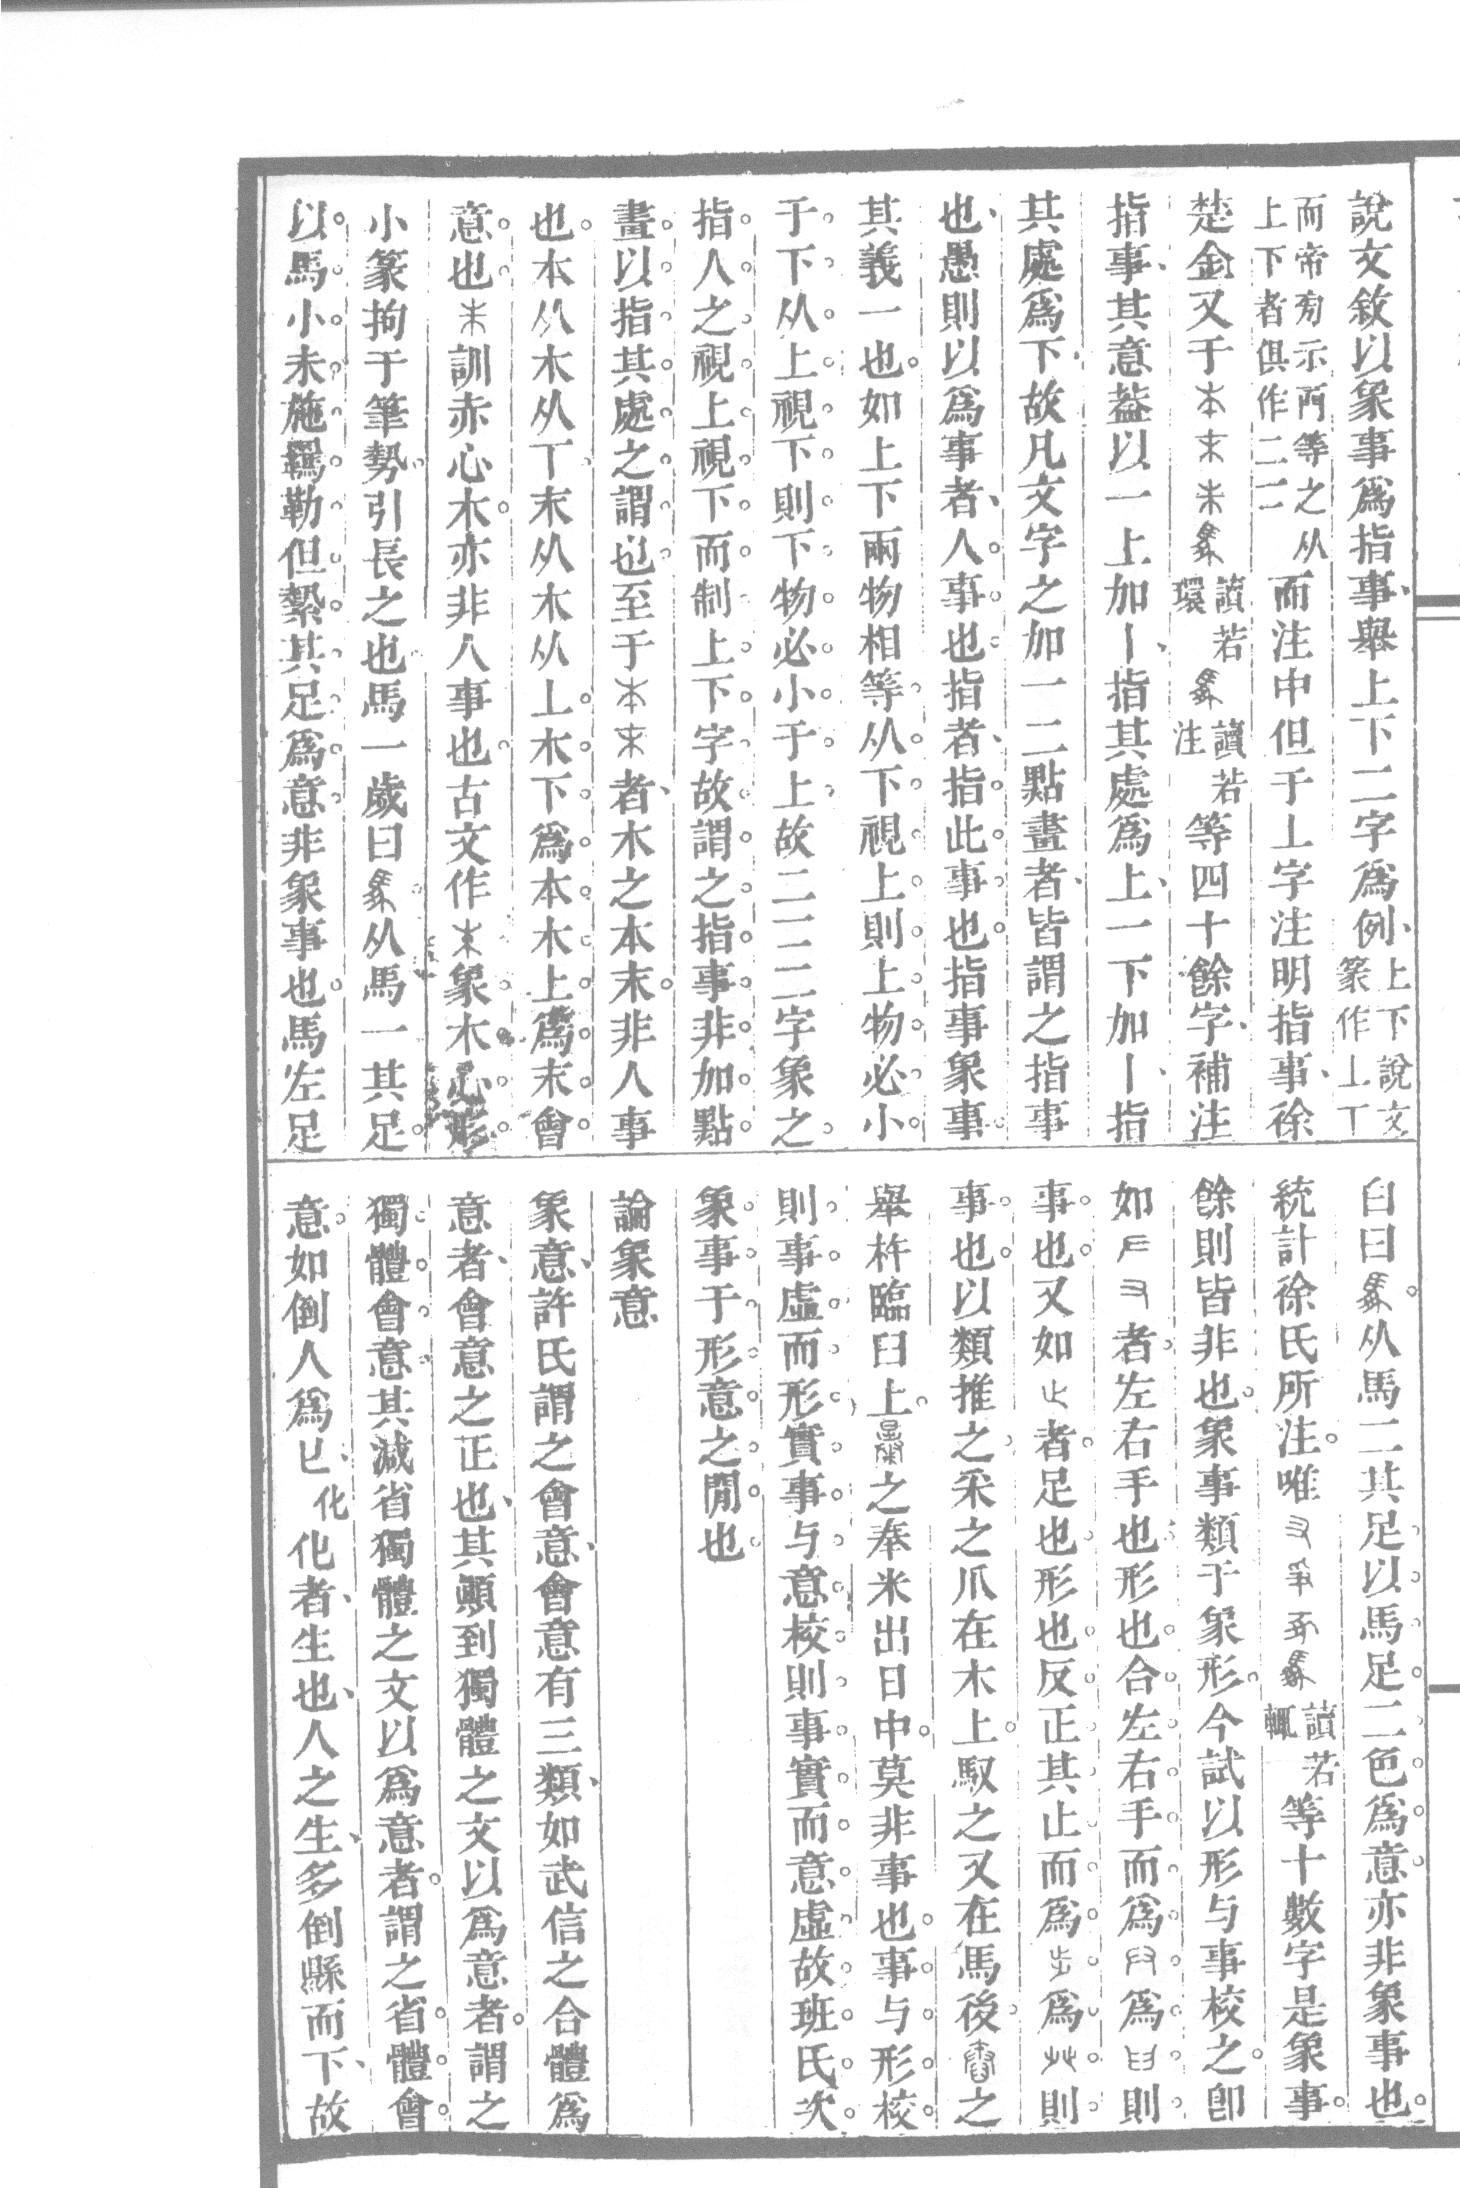 說文敘以象事爲指事、舉上下二字爲例、上下說文篆作丄丅
而帝㫄示𠕁等之从上下者俱作二二而注中但于丄字注明指事、徐
楚金又于本末朱馬讀若環馬讀若注等四十餘字、補注
指事、其意葢以一上加丨、指其處爲上、一下加丨、指
其處爲下、故凡文字之加一二點畫者、皆謂之指事
也、愚則以爲事者、人事也指者、指此事也指事象事
其義一也如上下兩物相等从下視上則上物必小
于下从上視下則下物必小于上故二二二字象之
指人之視上視下而制上下字故謂之指事非加點
畫以指其處之謂也至于本末者、木之本末非人事
也本从木从丅末从木从丄木下爲本木上爲末會
意也朱訓赤心木亦非人事也古文作朱象木心形
小篆拘于筆勢引長之也馬一歲曰馬从馬一其足
以馬小未施羈勒但縶其足爲意非象事也馬左足
白曰馵从馬二其足以馬足二色爲意亦非象事也
統計徐氏所注唯讀若輒等十數字是象事
餘則皆非也象事類于象形今試以形与事校之卽
如者左右手也形也合左右手而爲爲則
事也又如止者足也形也反正其止而爲步爲則
事也以類推之采之爪在木上馭之又在馬後舂之
舉杵臨臼上暴之奉米出日中莫非事也事与形校
則事虛而形實事与意校則事實而意虛故班氏次
象事于形意之閒也
論象意
象意、許氏謂之會意、會意有三類、如武信之合體爲
意者、會意之正也、其顚到獨體之文以爲意者謂之
獨體會意其減省獨體之文以爲意者謂之省體會
意如倒人爲匕、化化者、生也、人之生、多倒縣而下、故